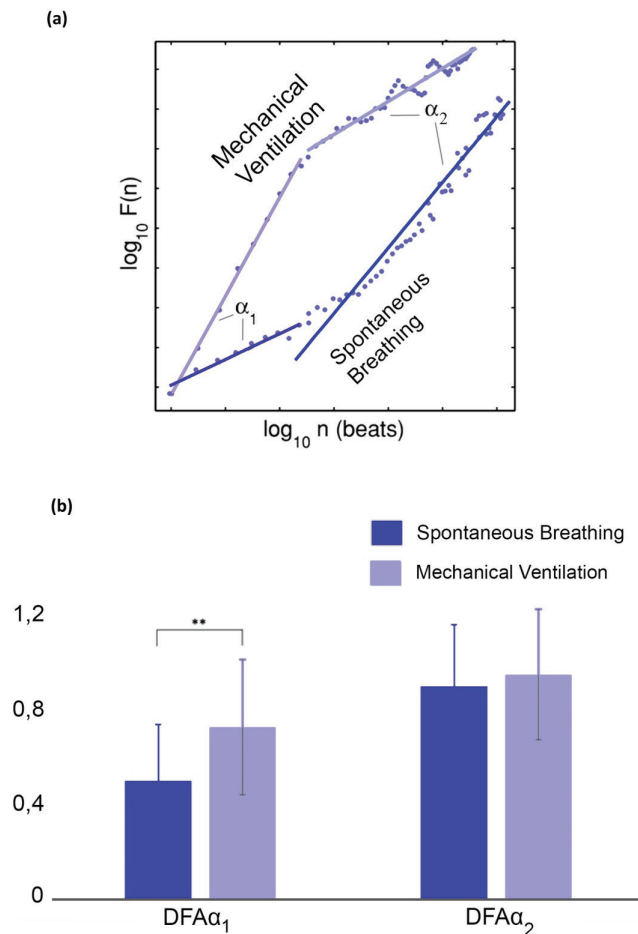 (a)
Mechanical
Ventilation
α2
log10 F(n)
α1
Spontaneous
Breathing
log10 n (beats)
(b)
Spontaneous Breathing
Mechanical Ventilation
1,2
**
0,8
0,4
0
DFAα1
DFAα2